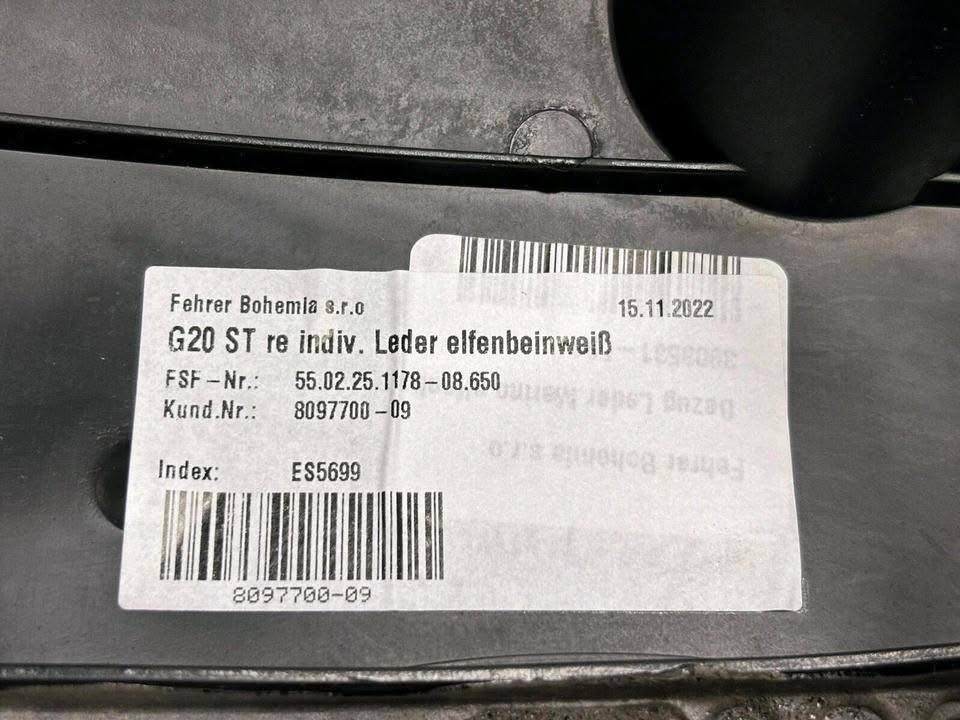 Fehrer Bohemia s.r.o 15.11.2022
G20 ST re indiv. Leder elfenbeinweiß
FSF-Nr.: 55.02.25.1178-08.650
Kund.Nr.: 8097700-09
Index: ES5699
8097700-09